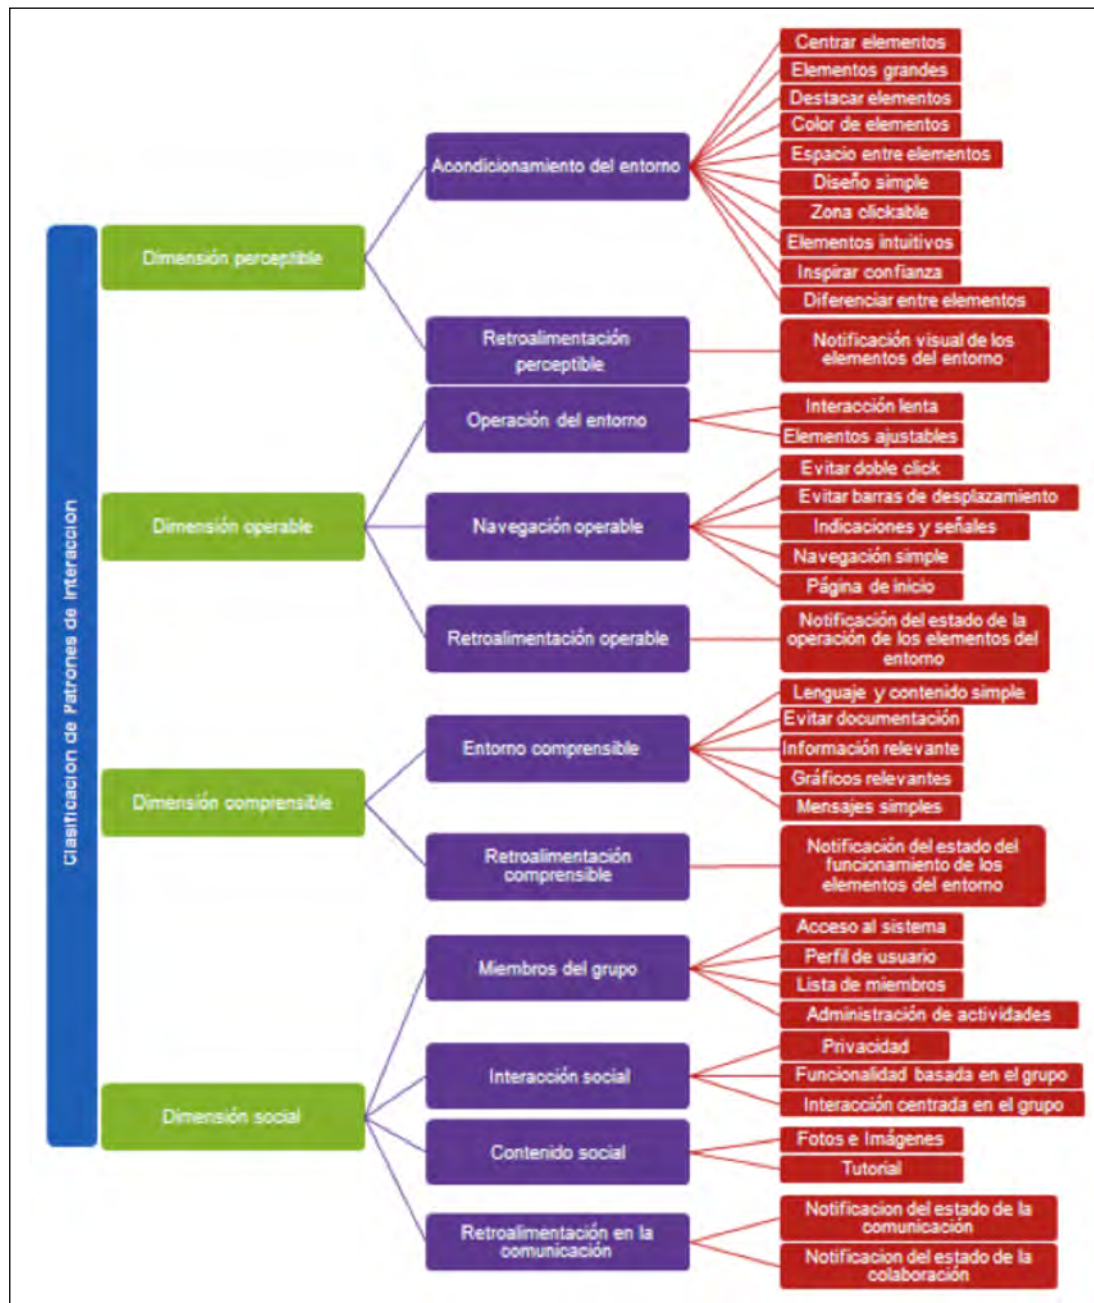 Clasificacion de Patrones de Interaccion
Dimensión perceptible
Acondicionamiento del entorno
Centrar elementos
Elementos grandes
Destacar elementos
Color de elementos
Espacio entre elementos
Diseño simple
Zona clickable
Elementos intuitivos
Inspirar confianza
Diferenciar entre elementos
Retroalimentación
perceptible
Notificación visual de los
elementos del entorno
Dimensión operable
Operación del entorno
Interacción lenta
Elementos ajustables
Navegación operable
Evitar doble click
Evitar barras de desplazamiento
Indicaciones y señales
Navegación simple
Página de inicio
Retroalimentación operable
Notificación del estado de la
operación de los elementos del
entorno
Dimensión comprensible
Entorno comprensible
Lenguaje y contenido simple
Evitar documentación
Información relevante
Gráficos relevantes
Mensajes simples
Retroalimentación
comprensible
Notificación del estado del
funcionamiento de los
elementos del entorno
Dimensión social
Miembros del grupo
Acceso al sistema
Perfil de usuario
Lista de miembros
Administración de actividades
Interacción social
Privacidad
Funcionalidad basada en el grupo
Interacción centrada en el grupo
Contenido social
Fotos e Imágenes
Tutorial
Retroalimentación en la
comunicación
Notificacion del estado de la
comunicación
Notificacion del estado de la
colaboración